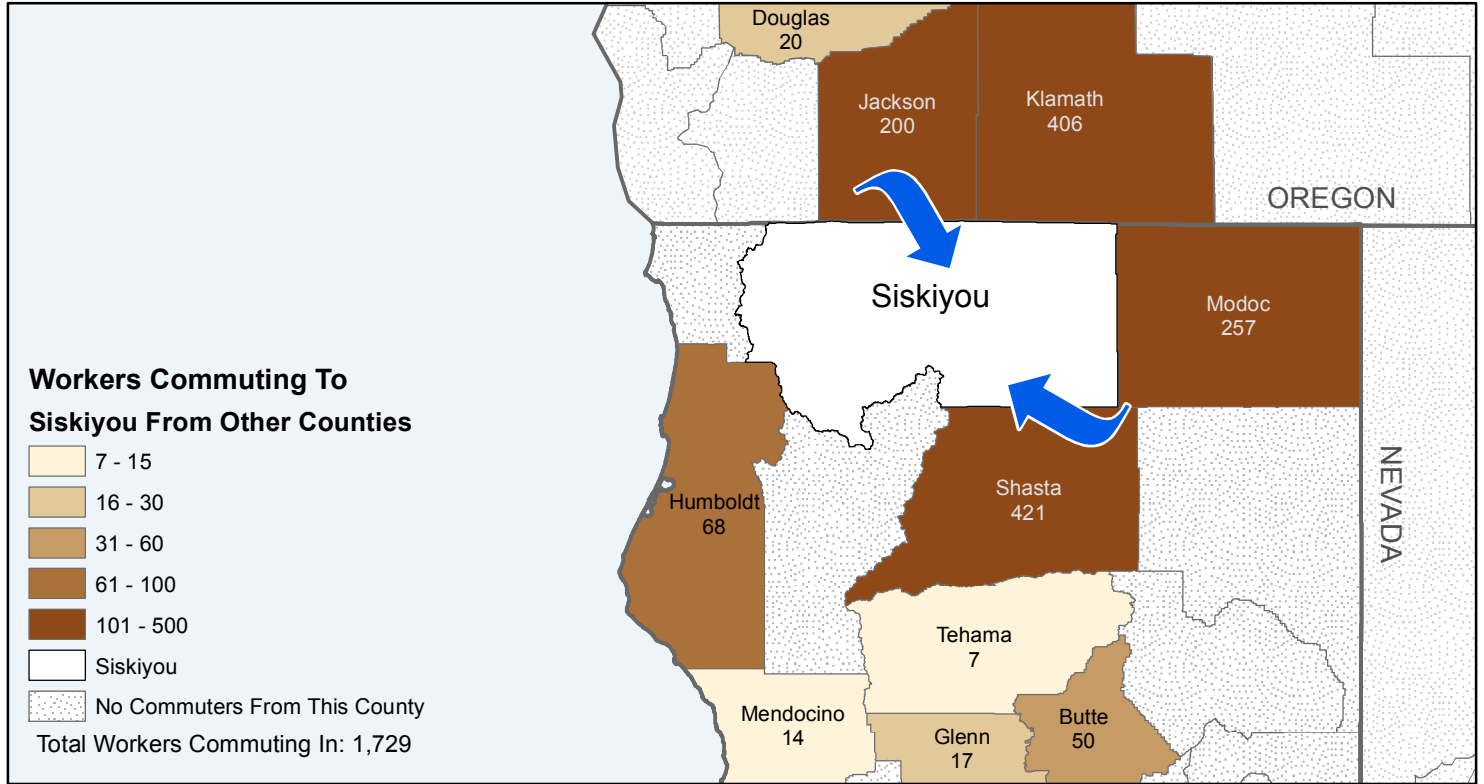 Douglas
20
Jackson
200
Klamath
406
OREGON
Siskiyou
Modoc
257
Workers Commuting To
Siskiyou From Other Counties
7 - 15
16 - 30
31 - 60
61 - 100
101 - 500
Siskiyou
No Commuters From This County
Total Workers Commuting In: 1,729
Humboldt
68
Shasta
421
NEVADA
Tehama
7
Mendocino
14
Glenn
17
Butte
50